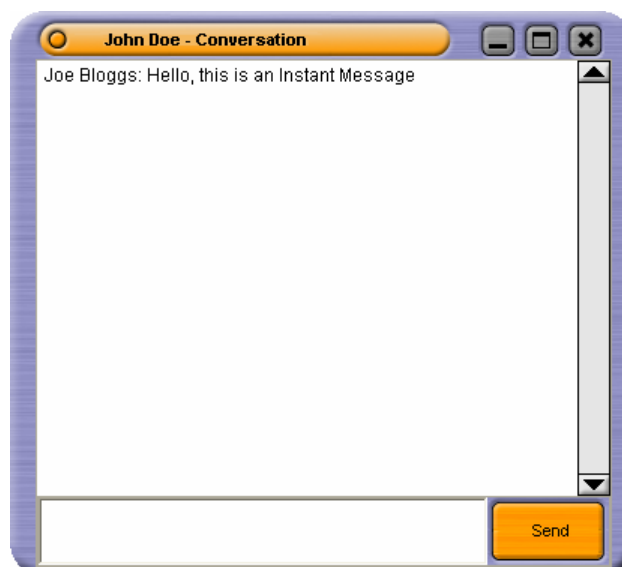 John Doe - Conversation
Joe Bloggs: Hello, this is an Instant Message
Send